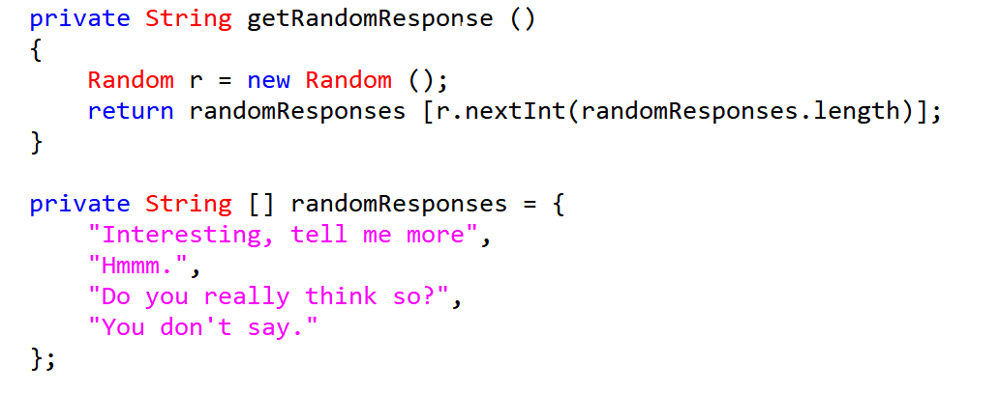 private String getRandomResponse ()
{
    Random r = new Random ();
    return randomResponses [r.nextInt(randomResponses.length)];
}

private String [] randomResponses = {
    "Interesting, tell me more",
    "Hmmm.",
    "Do you really think so?",
    "You don't say."
};